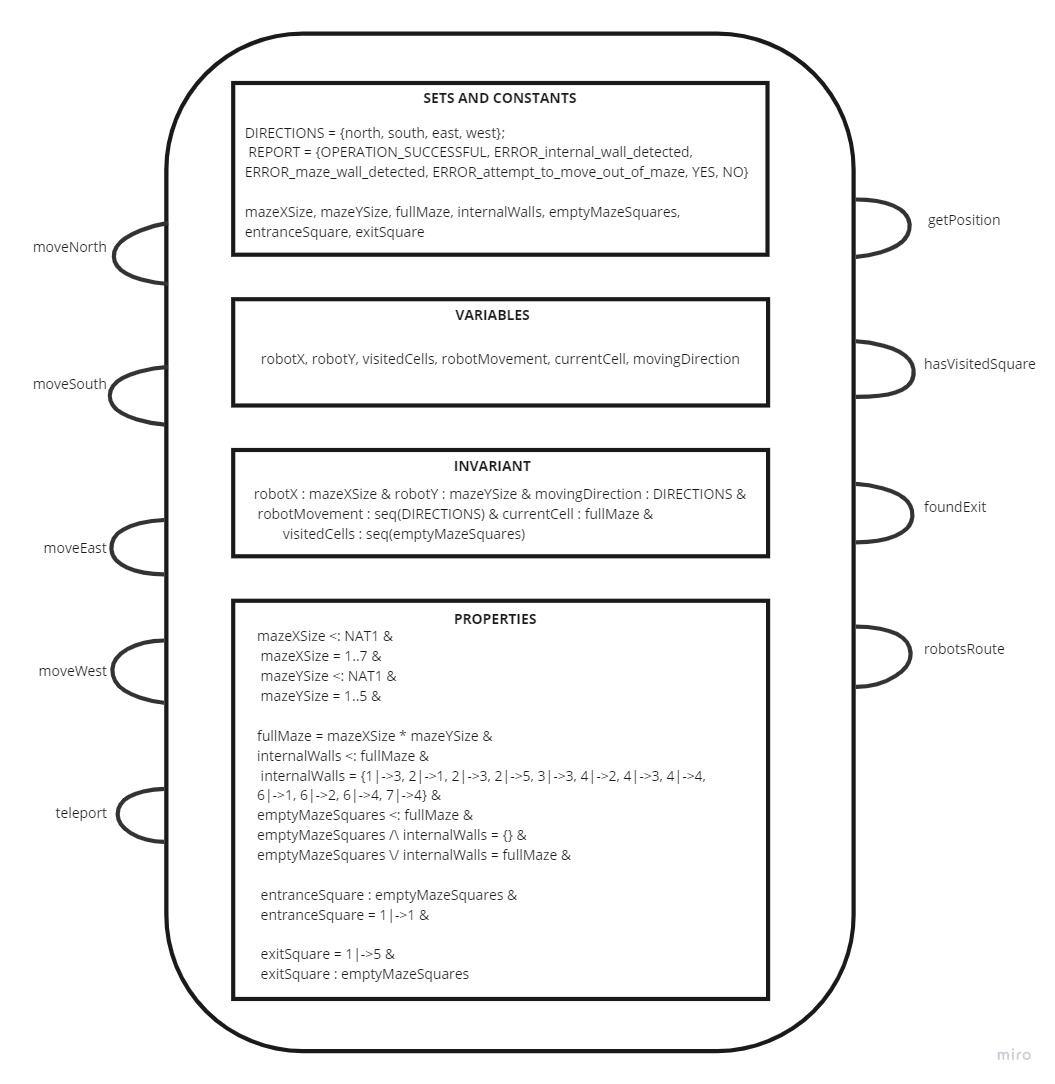 SETS AND CONSTANTS
DIRECTIONS = {north, south, east, west};
REPORT = {OPERATION_SUCCESSFUL, ERROR_internal_wall_detected,
ERROR_maze_wall_detected, ERROR_attempt_to_move_out_of_maze, YES, NO}
mazeXSize, mazeYSize, fullMaze, internalWalls, emptyMazeSquares,
entranceSquare, exitSquare
VARIABLES
robotX, robotY, visitedCells, robotMovement, currentCell, movingDirection
INVARIANT
robotX : mazeXSize & robotY : mazeYSize & movingDirection : DIRECTIONS &
robotMovement : seq(DIRECTIONS) & currentCell : fullMaze &
visitedCells : seq(emptyMazeSquares)
PROPERTIES
mazeXSize <: NAT1 &
mazeXSize = 1..7 &
mazeYSize <: NAT1 &
mazeYSize = 1..5 &
fullMaze = mazeXSize * mazeYSize &
internalWalls <: fullMaze &
internalWalls = {1|->3, 2|->1, 2|->3, 2|->5, 3|->3, 4|->2, 4|->3, 4|->4,
6|->1, 6|->2, 6|->4, 7|->4} &
emptyMazeSquares <: fullMaze &
emptyMazeSquares /\ internalWalls = {} &
emptyMazeSquares \/ internalWalls = fullMaze &
entranceSquare : emptyMazeSquares &
entranceSquare = 1|->1 &
exitSquare = 1|->5 &
exitSquare : emptyMazeSquares
moveNorth
moveSouth
moveEast
moveWest
teleport
getPosition
hasVisitedSquare
foundExit
robotsRoute
miro